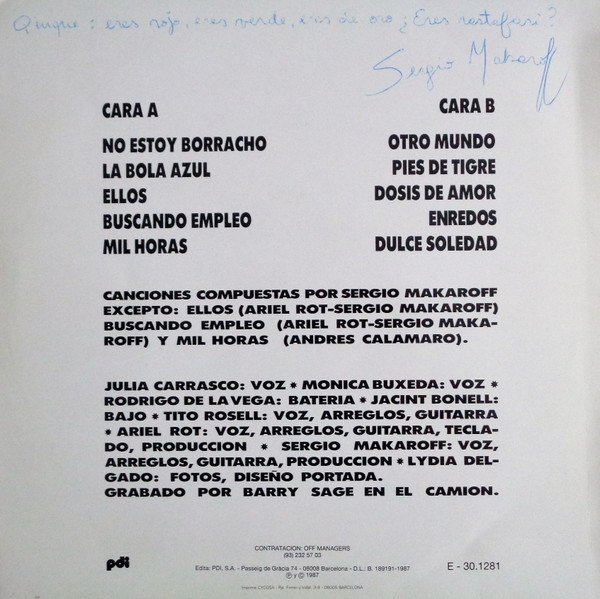 Quique: eres rojo, eres verde, eres de oro ¿Eres rastafari?
Sergio Makaroff
CARA A
NO ESTOY BORRACHO
LA BOLA AZUL
ELLOS
BUSCANDO EMPLEO
MIL HORAS
CARA B
OTRO MUNDO
PIES DE TIGRE
DOSIS DE AMOR
ENREDOS
DULCE SOLEDAD
CANCIONES COMPUESTAS POR SERGIO MAKAROFF
EXCEPTO: ELLOS (ARIEL ROT-SERGIO MAKAROFF)
BUSCANDO EMPLEO (ARIEL ROT-SERGIO MAKA-
ROFF) Y MIL HORAS (ANDRES CALAMARO).
JULIA CARRASCO: VOZ * MONICA BUXEDA: VOZ *
RODRIGO DE LA VEGA: BATERIA * JACINT BONELL:
BAJO * TITO ROSELL: VOZ, ARREGLOS, GUITARRA
* ARIEL ROT: VOZ, ARREGLOS, GUITARRA, TECLA-
DO, PRODUCCION * SERGIO MAKAROFF: VOZ,
ARREGLOS, GUITARRA, PRODUCCION * LYDIA DEL-
GADO: FOTOS, DISEÑO PORTADA.
GRABADO POR BARRY SAGE EN EL CAMION.
CONTRATACION: OFF MANAGERS
(93) 232 57 03
pdi
Edita: PDI, S.A. - Passeig de Gràcia 74 - 08008 Barcelona - D.L.: B. 189191-1987
Ⓟ y © 1987
E - 30.1281